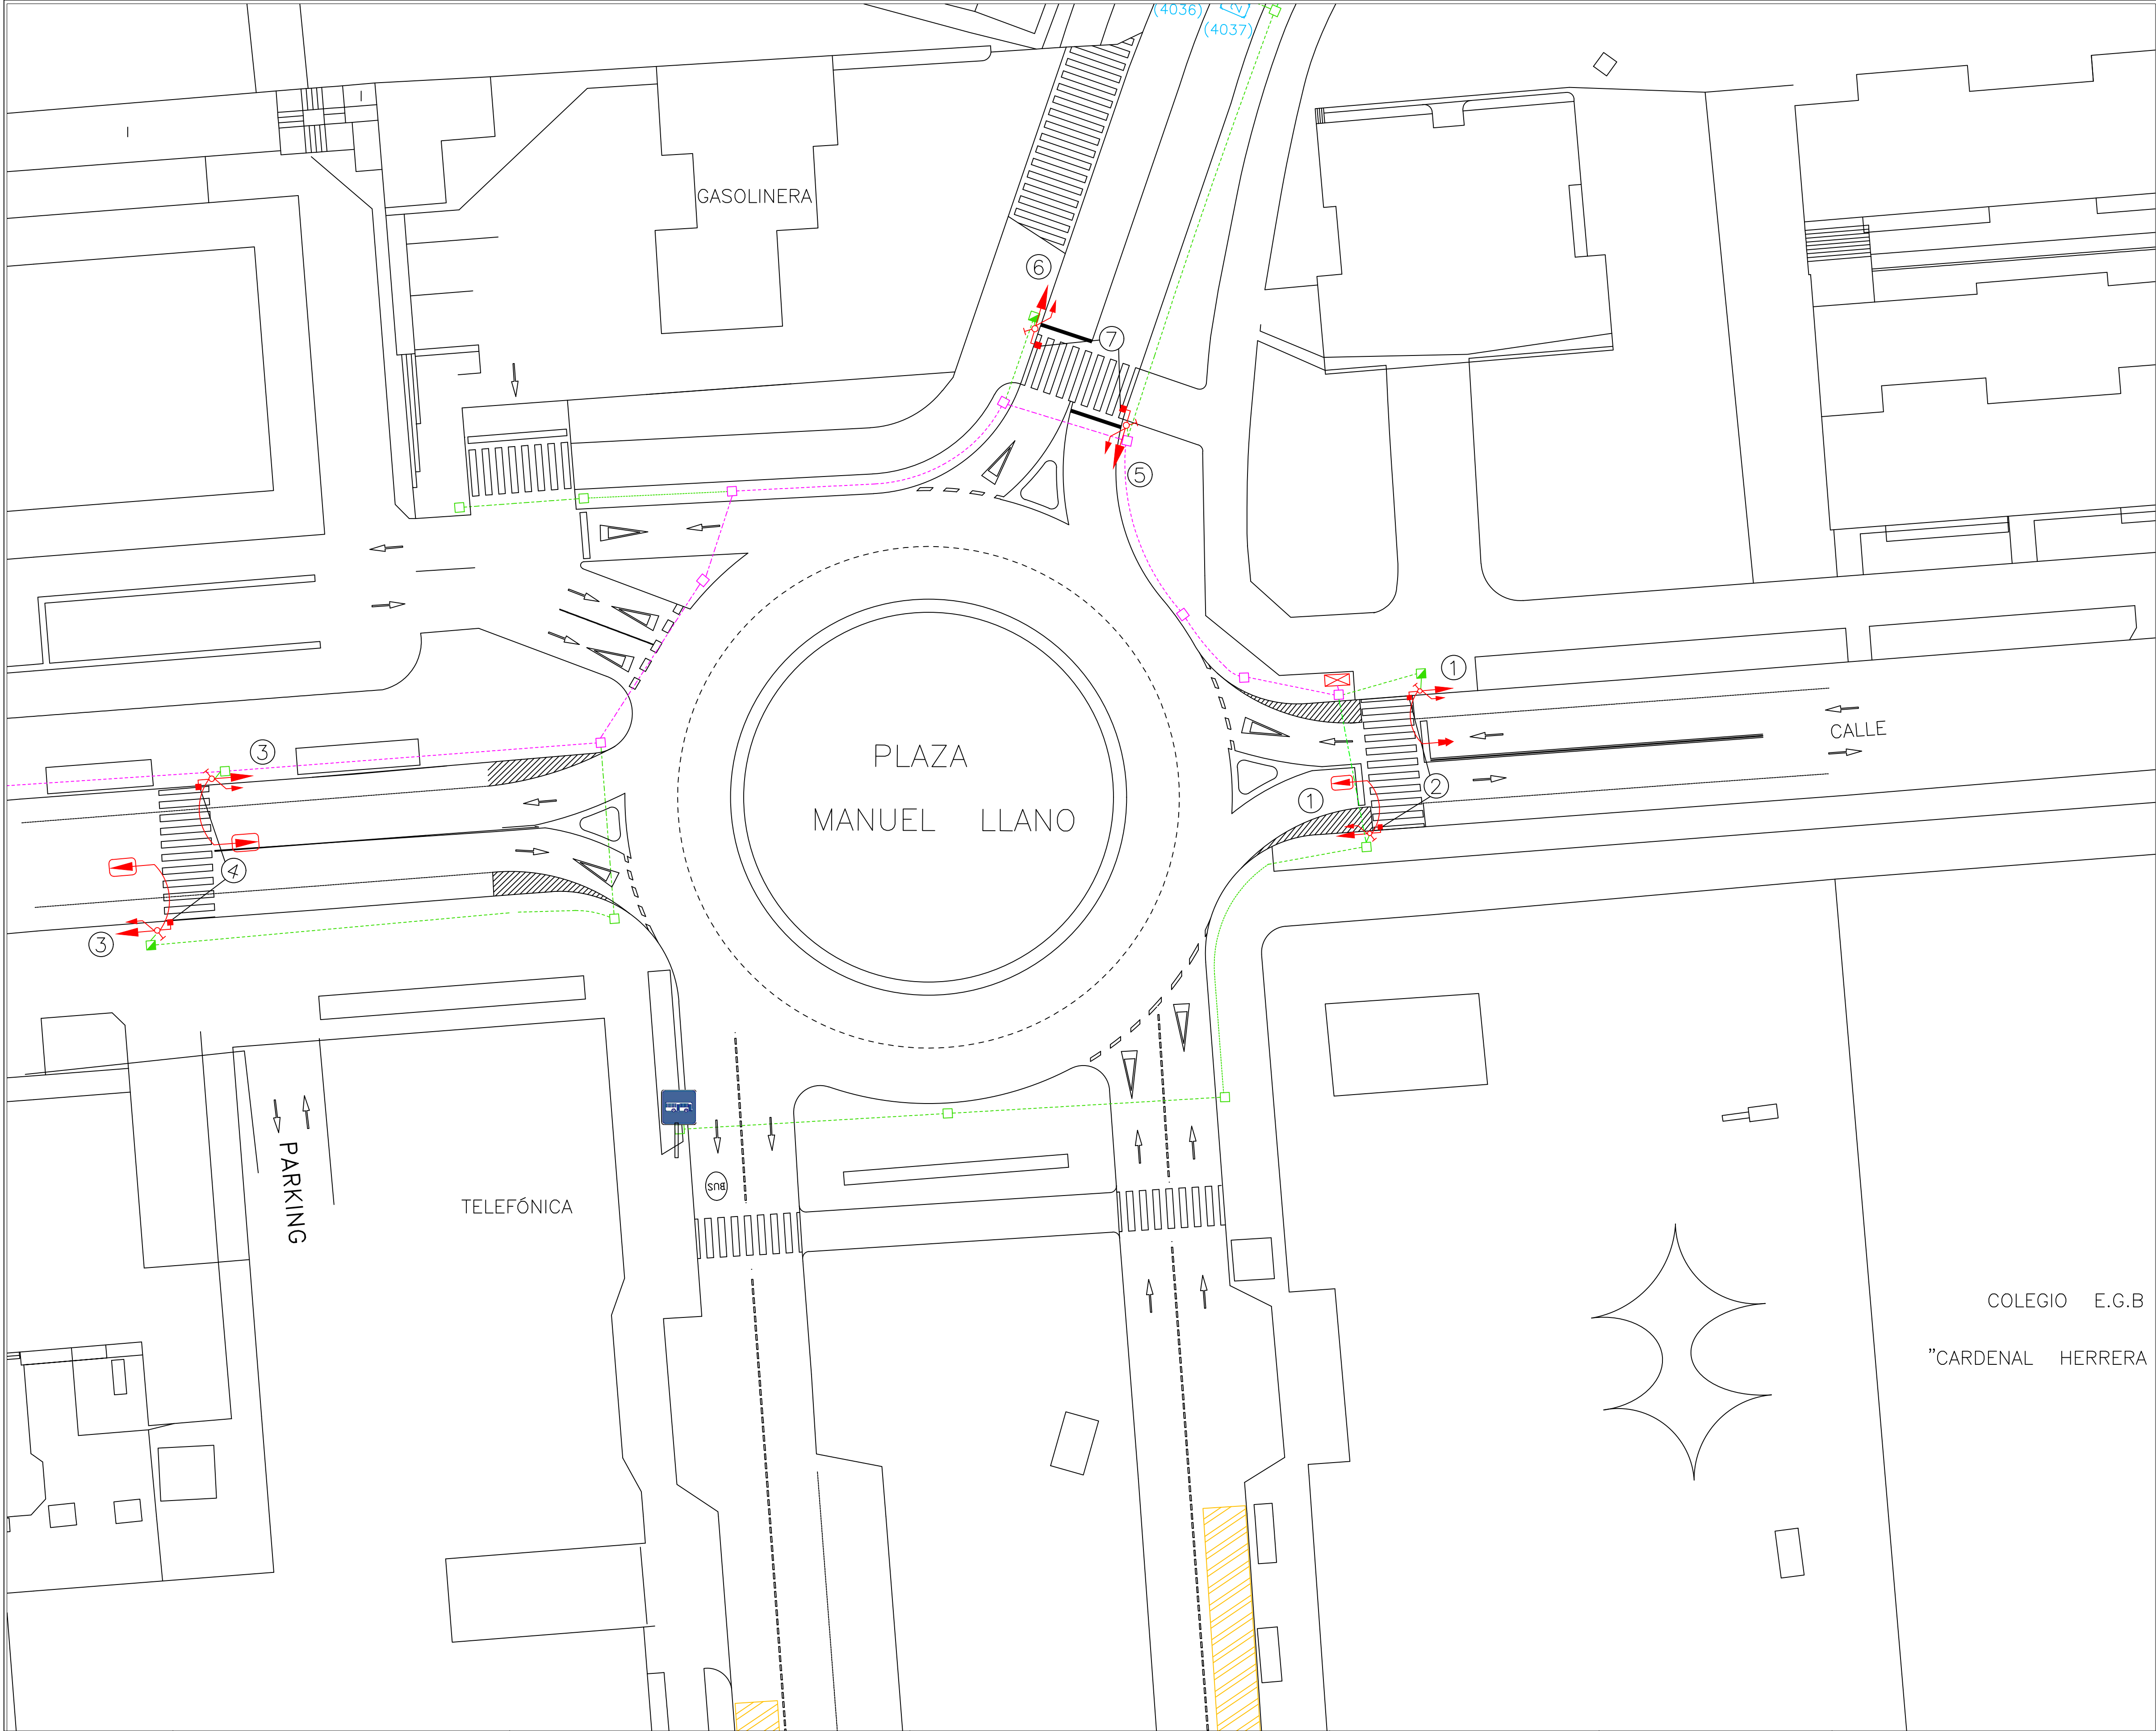 (4036)
2
(4037)
GASOLINERA
6
7
5
1
CALLE
PLAZA
MANUEL LLANO
3
1
2
4
3
BUS
PARKING
TELEFÓNICA
COLEGIO E.G.B
"CARDENAL HERRERA